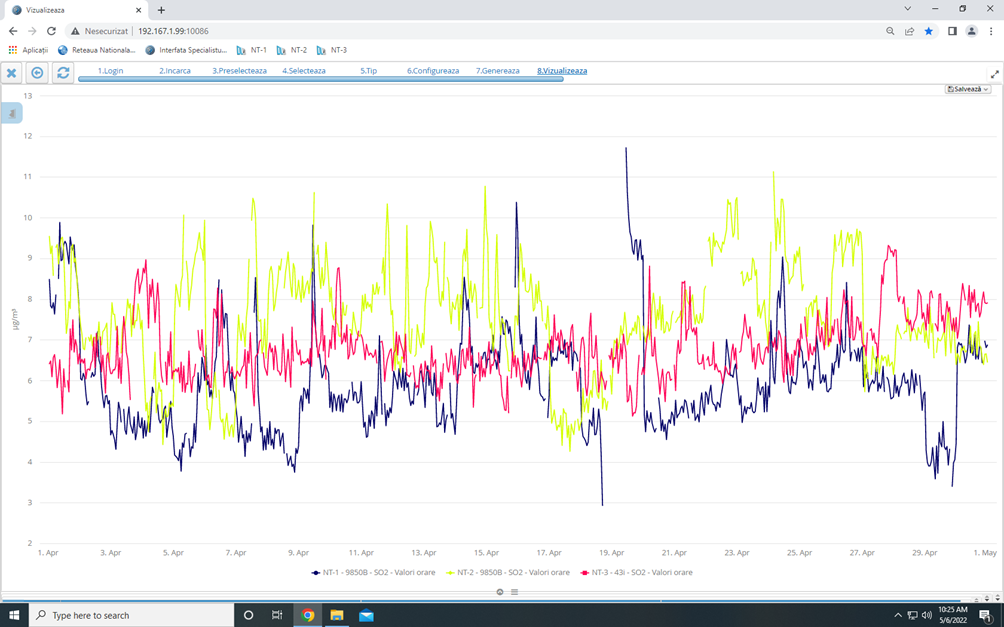 Vizualizeaza
Nesecurizat | 192.167.1.99:10086
Aplicații
Reteaua Nationala...
Interfata Specialistu...
NT-1
NT-2
NT-3
1.Login
2.Incarca
3.Preselecteaza
4.Selecteaza
5.Tip
6.Configureaza
7.Genereaza
8.Vizualizeaza
Salvează
13
12
11
10
9
8
7
6
5
4
3
2
µg/m³
1. Apr
3. Apr
5. Apr
7. Apr
9. Apr
11. Apr
13. Apr
15. Apr
17. Apr
19. Apr
21. Apr
23. Apr
25. Apr
27. Apr
29. Apr
1. May
NT-1 - 9850B - SO2 - Valori orare
NT-2 - 9850B - SO2 - Valori orare
NT-3 - 43i - SO2 - Valori orare
Type here to search
10:25 AM
5/6/2022
1